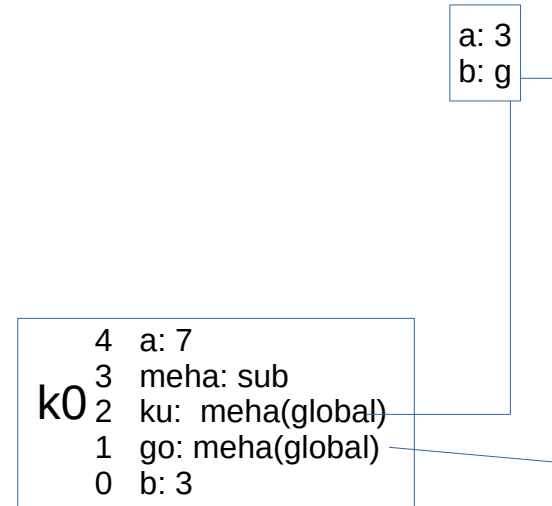 a: 3
b: g
k0
4 a: 7
3 meha: sub
2 ku: meha(global)
1 go: meha(global)
0 b: 3